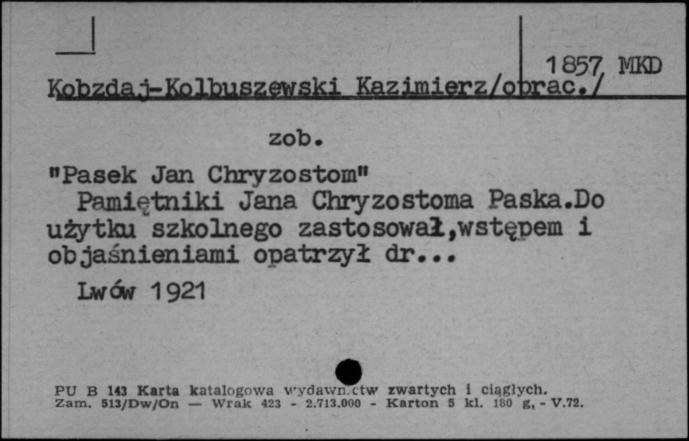 1857 MKD
Kobzdaj-Kolbuszewski Kazimierz/oprac./
zob.
"Pasek Jan Chryzostom"
Pamiętniki Jana Chryzostoma Paska.Do
użytku szkolnego zastosował,wstępem i
objaśnieniami opatrzył dr...
Lwów 1921
PU B 143 Karta katalogowa wydawnictw zwartych i ciągłych.
Zam. 513/Dw/On — Wrak 423 - 2.713.000 - Karton 5 kl. 180 g. - V.72.